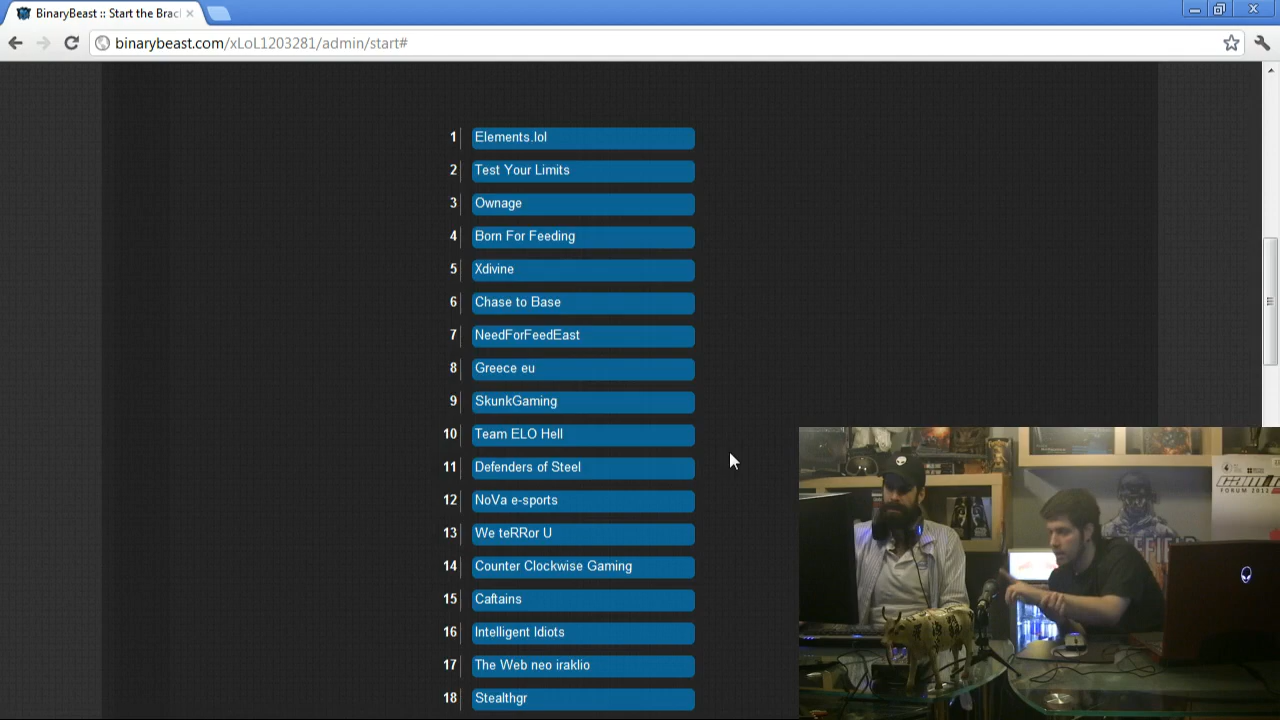 BinaryBeast :: Start the Brac
binarybeast.com/xLoL1203281/admin/start#
1 Elements.lol
2 Test Your Limits
3 Ownage
4 Born For Feeding
5 Xdivine
6 Chase to Base
7 NeedForFeedEast
8 Greece eu
9 SkunkGaming
10 Team ELO Hell
11 Defenders of Steel
12 NoVa e-sports
13 We teRRor U
14 Counter Clockwise Gaming
15 Caftains
16 Intelligent Idiots
17 The Web neo iraklio
18 Stealthgr
FORUM 2011